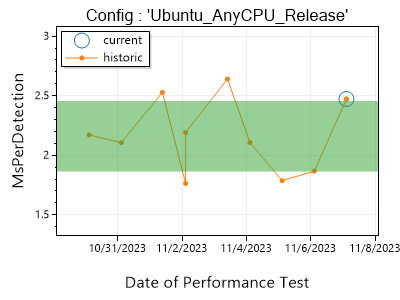 Config : 'Ubuntu_AnyCPU_Release'
current
historic
MsPerDetection
3
2.5
2
1.5
10/31/2023 11/2/2023 11/4/2023 11/6/2023 11/8/2023
Date of Performance Test